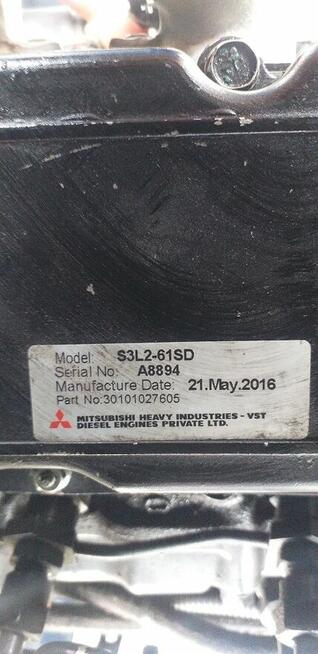 Model: S3L2-61SD
Serial No: A8894
Manufacture Date: 21.May.2016
Part No:30101027605
MITSUBISHI HEAVY INDUSTRIES - VST
DIESEL ENGINES PRIVATE LTD.